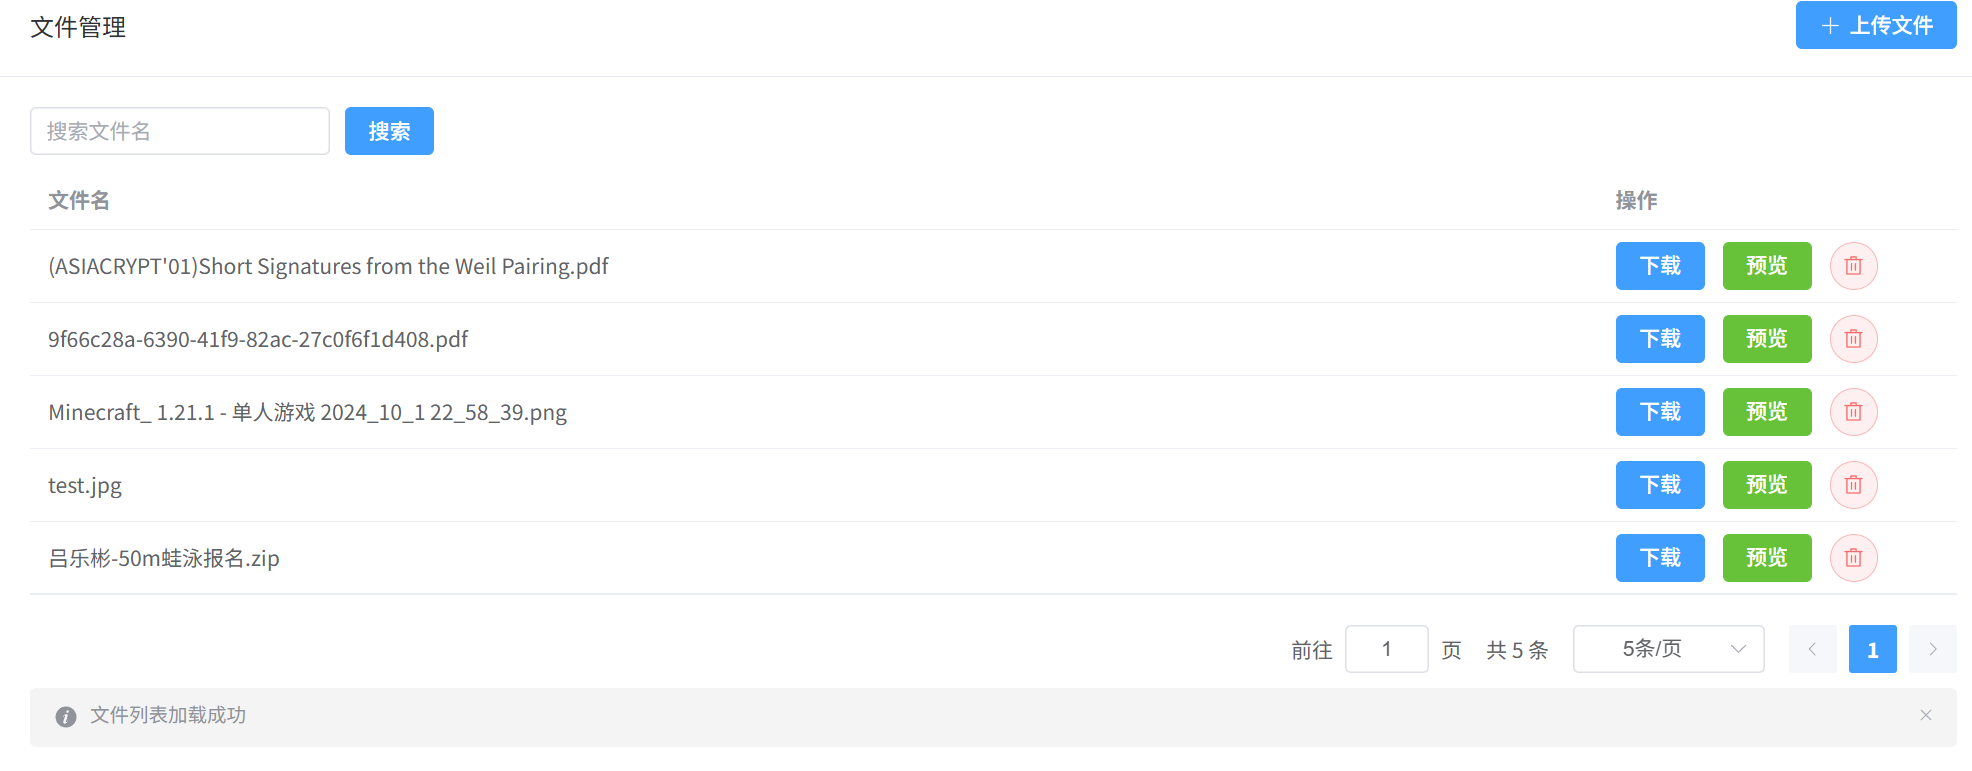 文件管理
上传文件
搜索文件名 搜索
文件名 操作
(ASIACRYPT'01)Short Signatures from the Weil Pairing.pdf 下载 预览
9f66c28a-6390-41f9-82ac-27c0f6f1d408.pdf 下载 预览
Minecraft_ 1.21.1 - 单人游戏 2024_10_1 22_58_39.png 下载 预览
test.jpg 下载 预览
吕乐彬-50m蛙泳报名.zip 下载 预览
前往 1 页 共 5 条 5条/页 1
文件列表加载成功